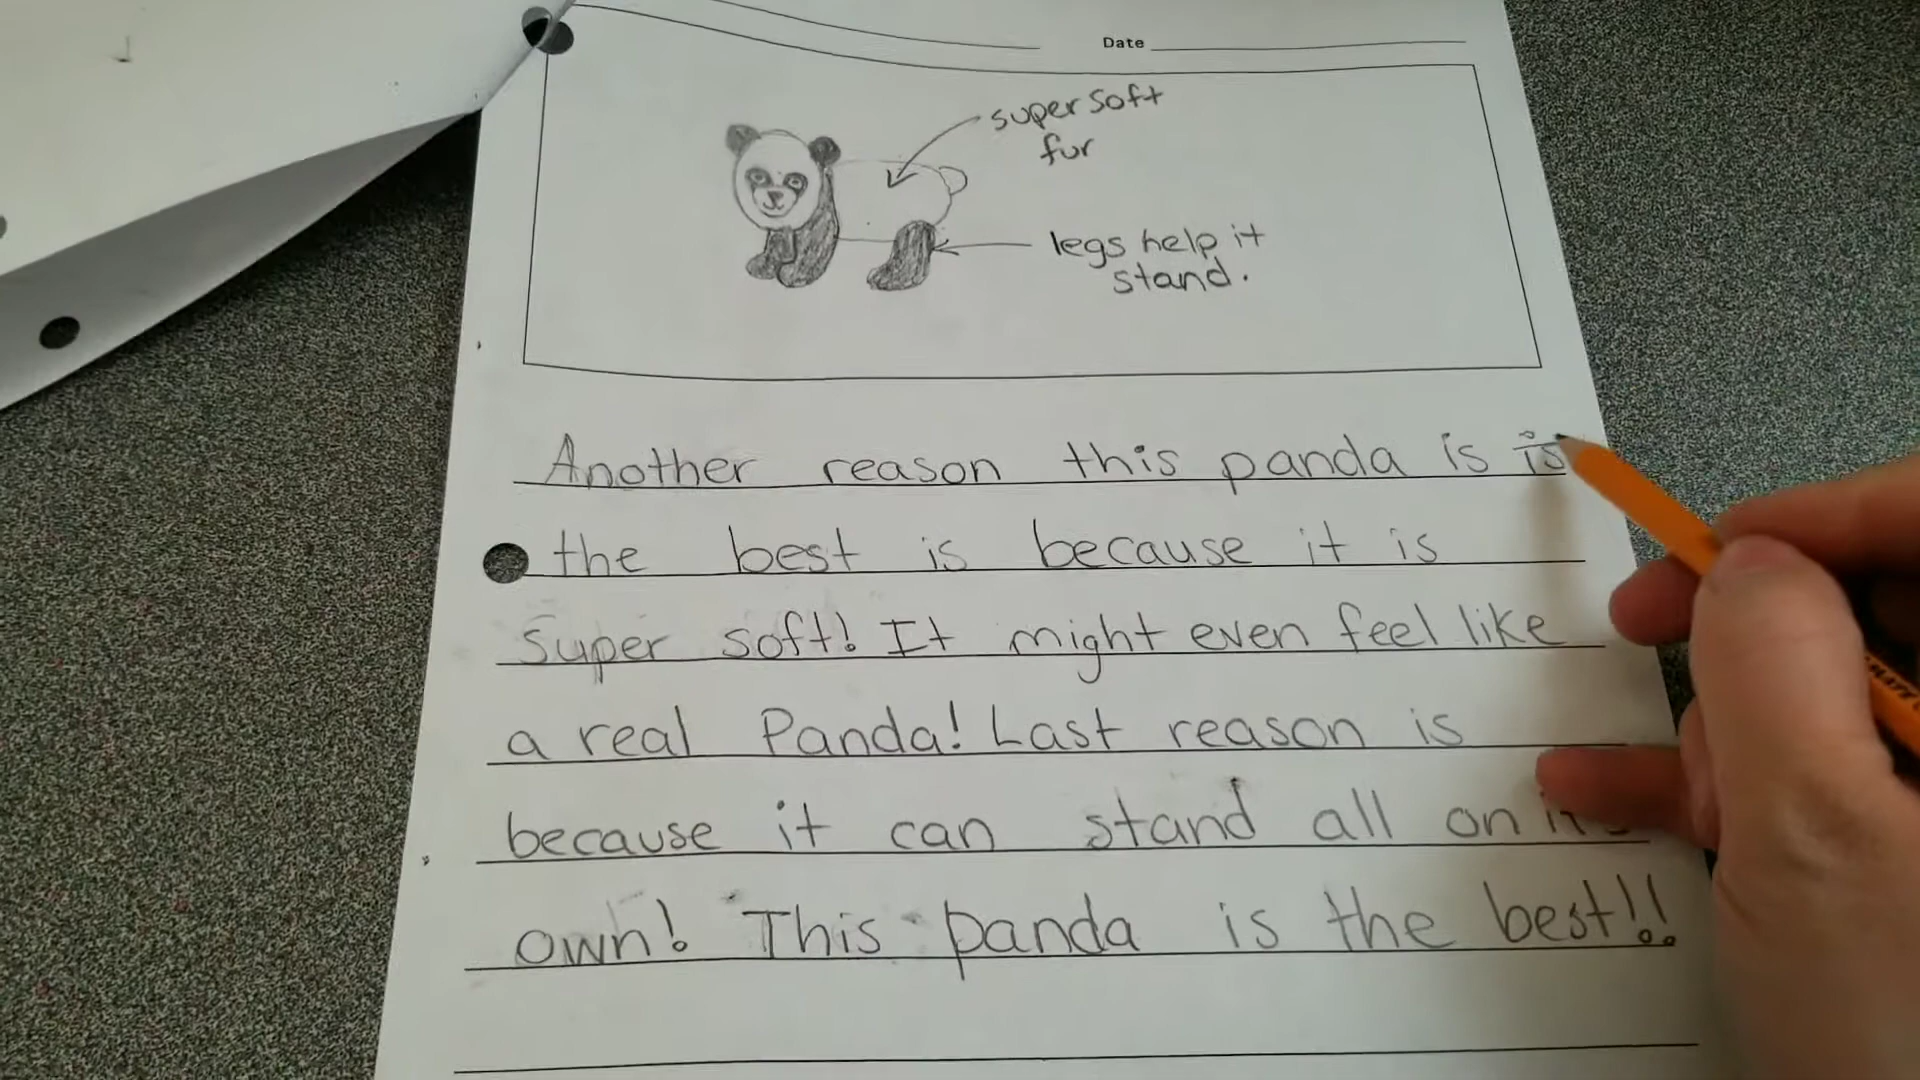 Date
super soft
fur
legs help it
stand.
Another reason this panda is is
the best is because it is
super soft! It might even feel like
a real Panda! Last reason is
because it can stand all on
own! This panda is the best!!